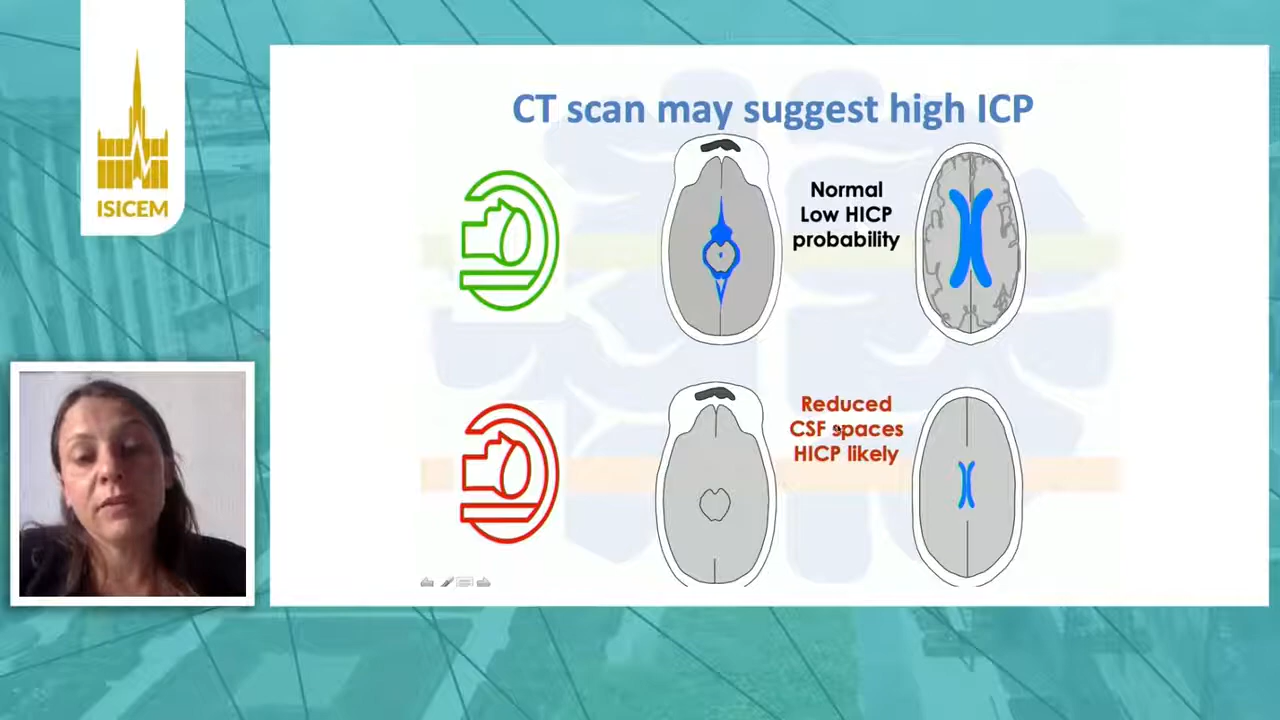 ISICEM
CT scan may suggest high ICP
Normal
Low HICP
probability
Reduced
CSF spaces
HICP likely